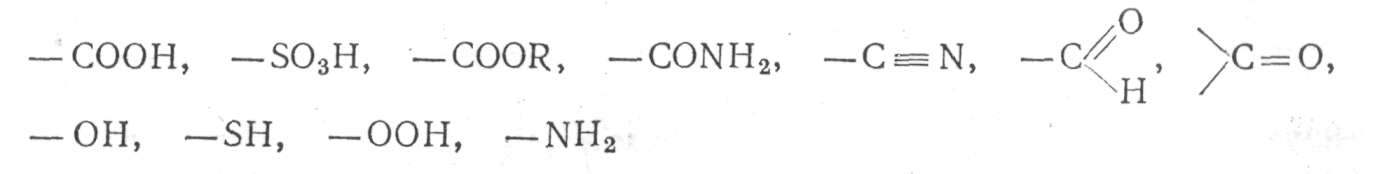 —COOH, —SO₃H, —COOR, —CONH₂, —C≡N, —C(=O)H, >C=O,
—OH, —SH, —OOH, —NH₂